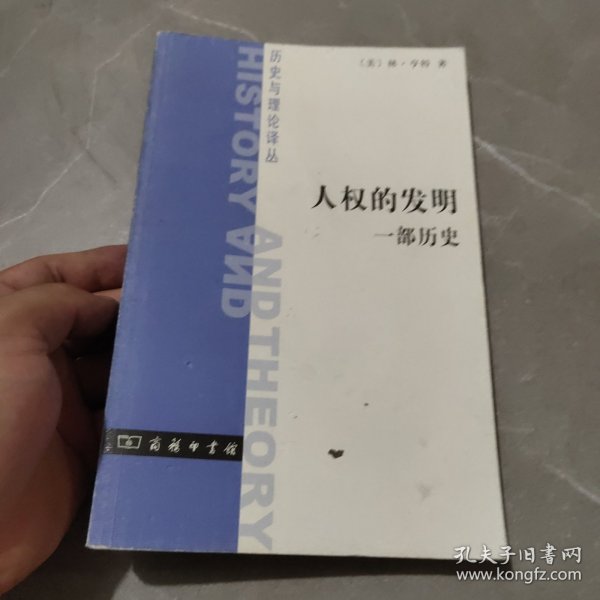 〔美〕林·亨特 著
历史与理论译丛
HISTORY AND THEORY
HISTORY AND
人权的发明
一部历史
商务印书馆
孔夫子旧书网
www.kongfz.com